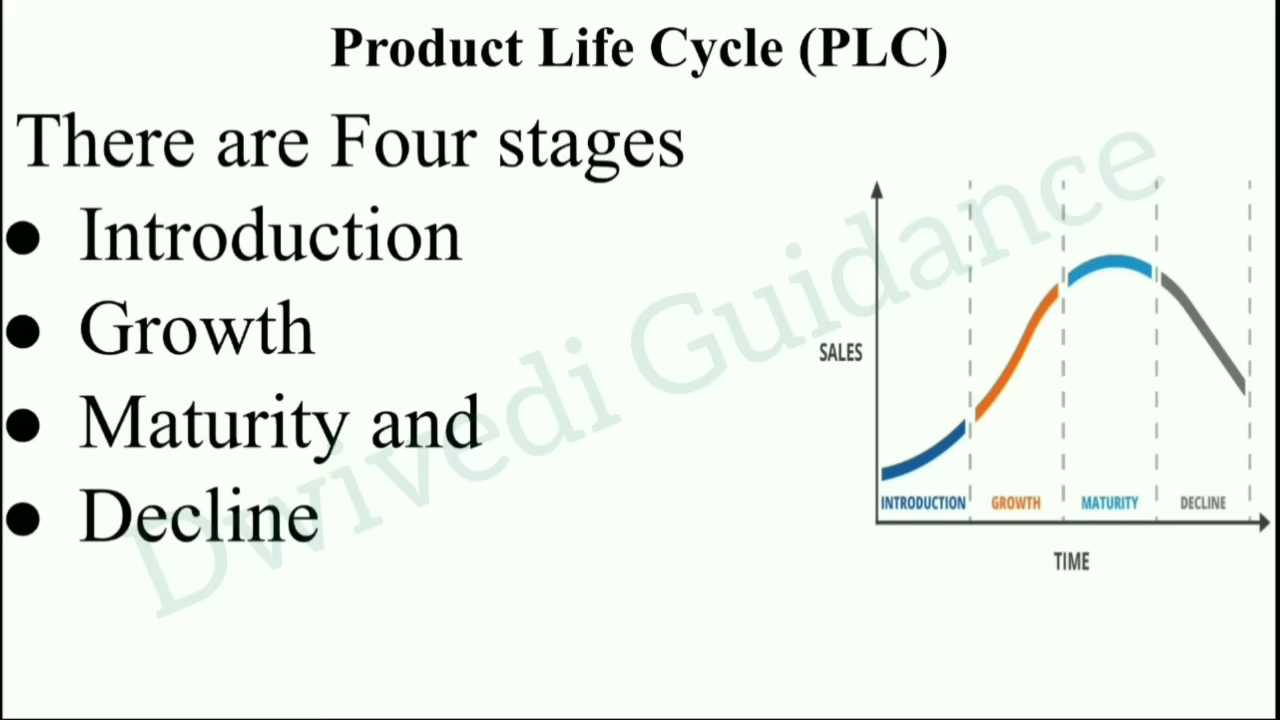 Product Life Cycle (PLC)
There are Four stages
● Introduction
● Growth
● Maturity and
● Decline
SALES
INTRODUCTION
GROWTH
MATURITY
DECLINE
TIME
Dwivedi Guidance